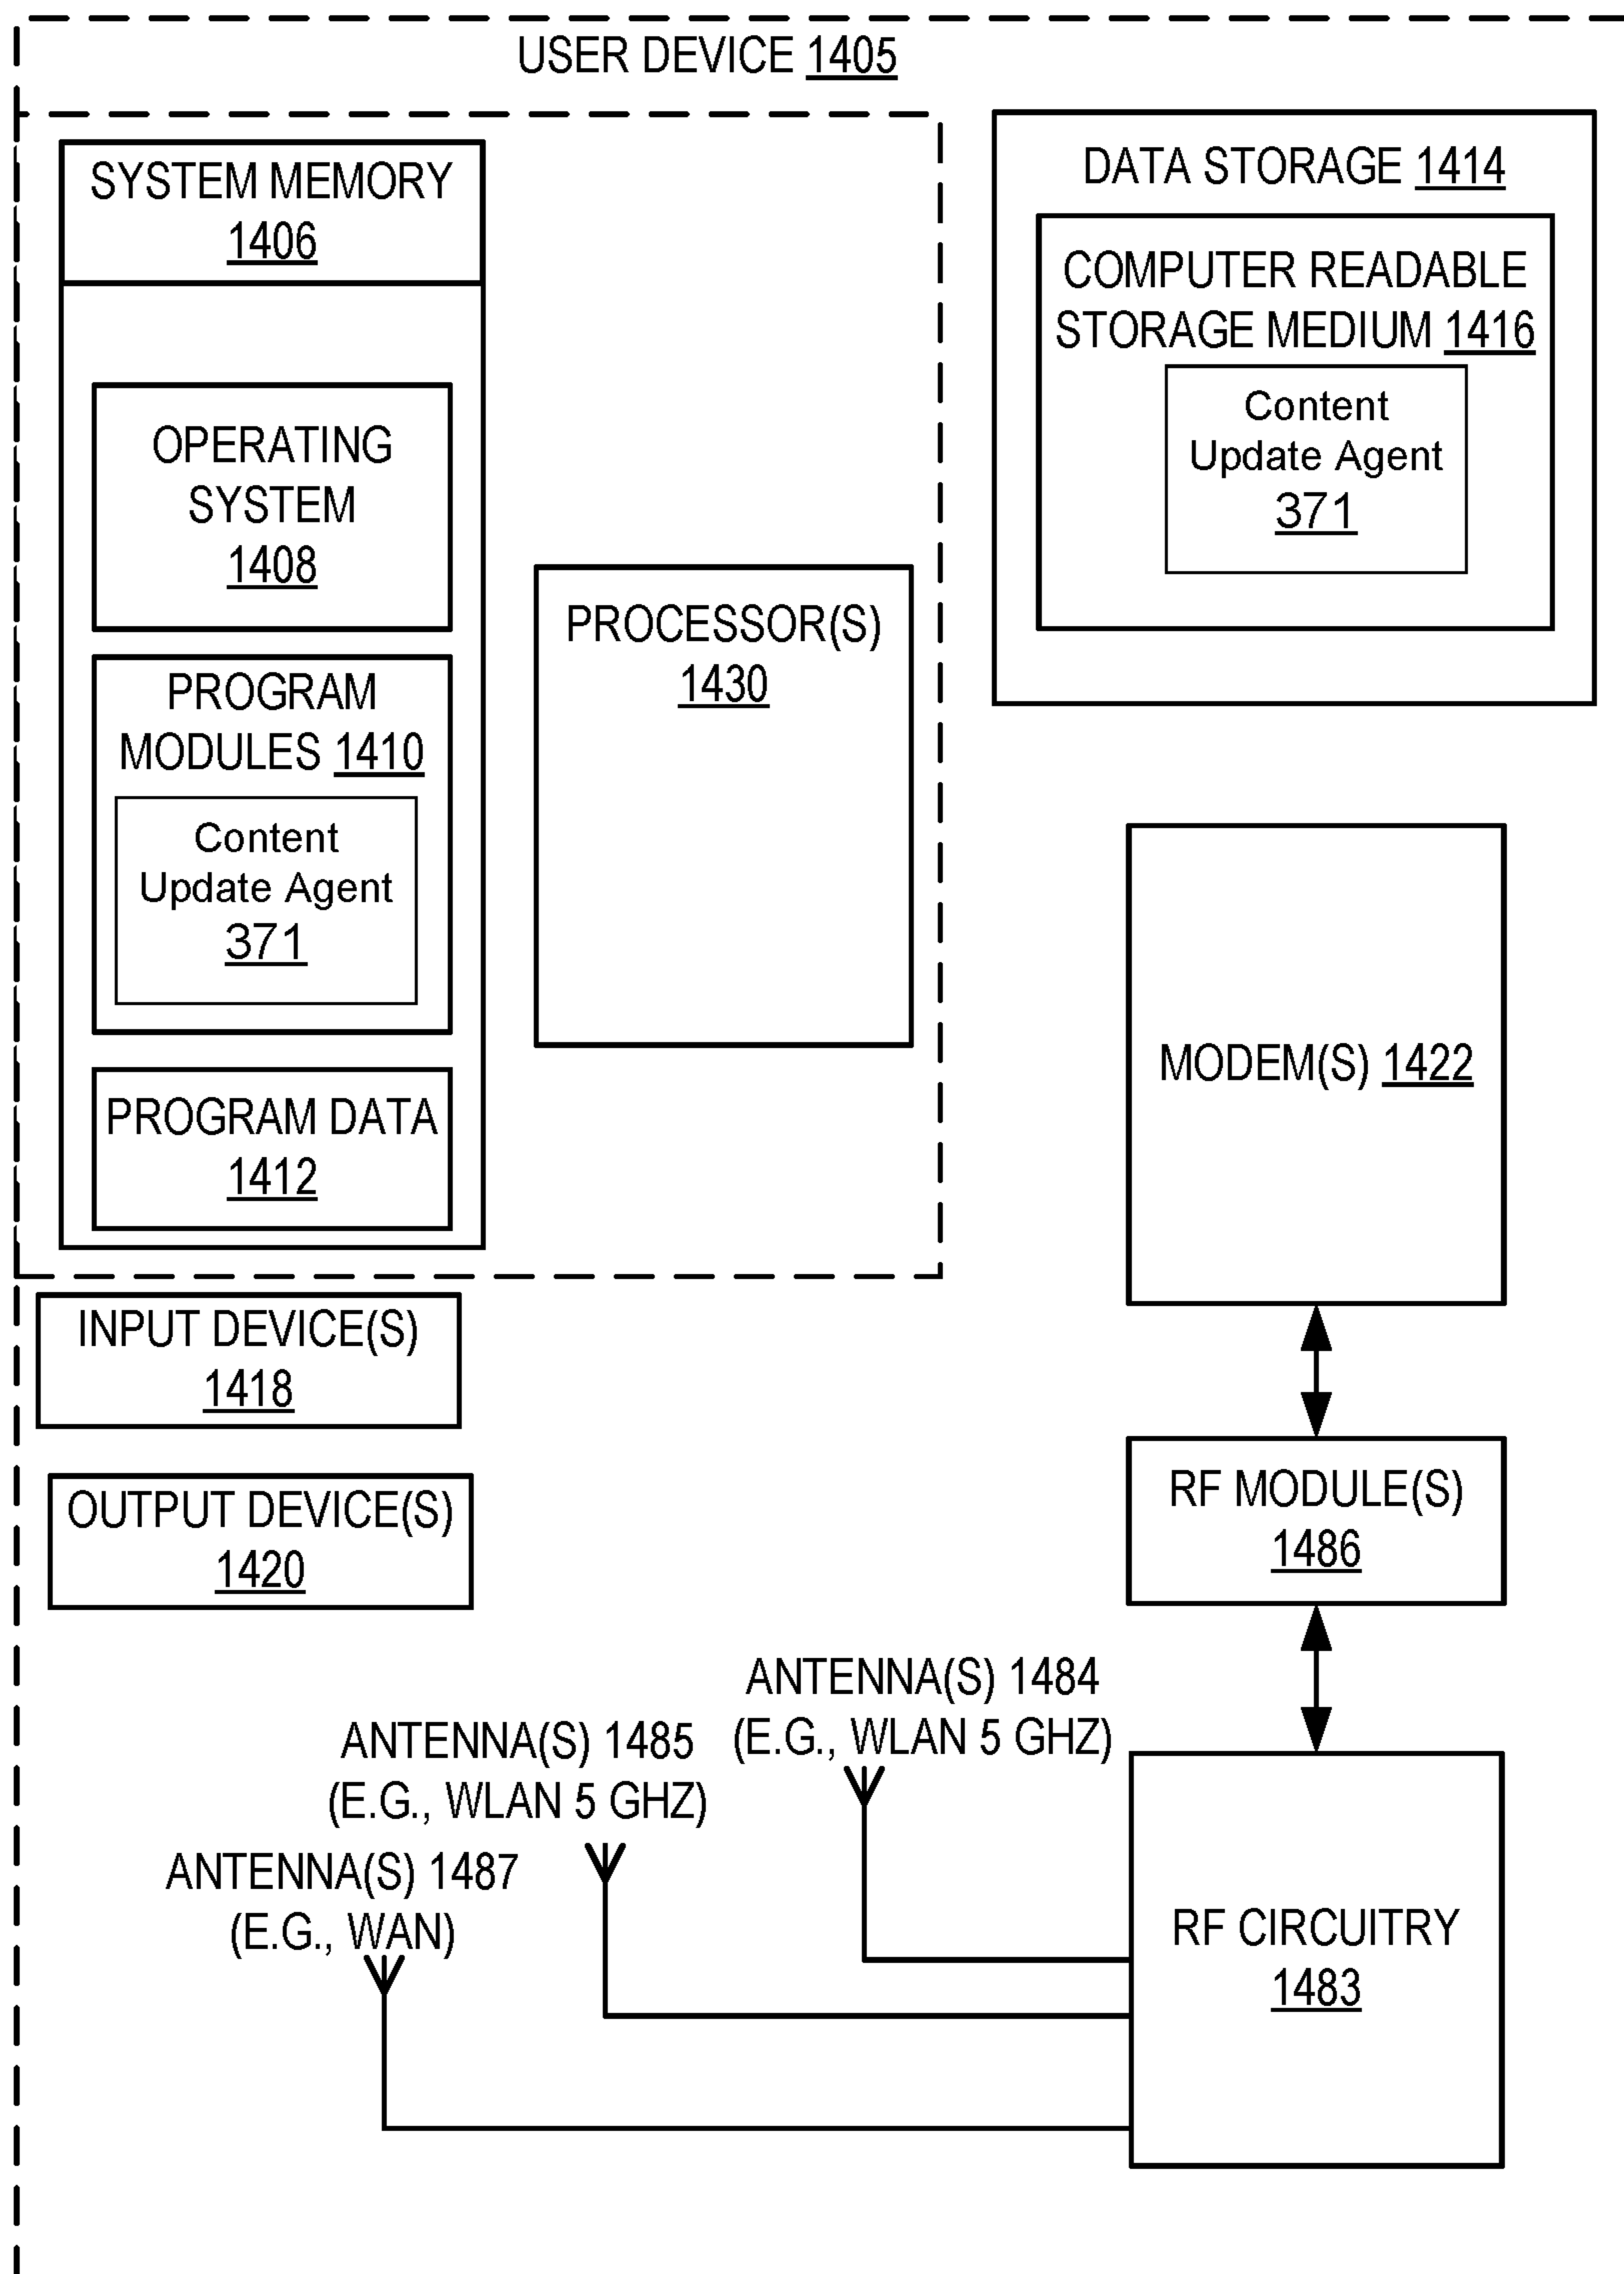 USER DEVICE 1405
SYSTEM MEMORY
1406
OPERATING
SYSTEM
1408
PROGRAM
MODULES 1410
Content
Update Agent
371
PROGRAM DATA
1412
PROCESSOR(S)
1430
DATA STORAGE 1414
COMPUTER READABLE
STORAGE MEDIUM 1416
Content
Update Agent
371
MODEM(S) 1422
INPUT DEVICE(S)
1418
OUTPUT DEVICE(S)
1420
RF MODULE(S)
1486
ANTENNA(S) 1484
(E.G., WLAN 5 GHZ)
ANTENNA(S) 1485
(E.G., WLAN 5 GHZ)
ANTENNA(S) 1487
(E.G., WAN)
RF CIRCUITRY
1483